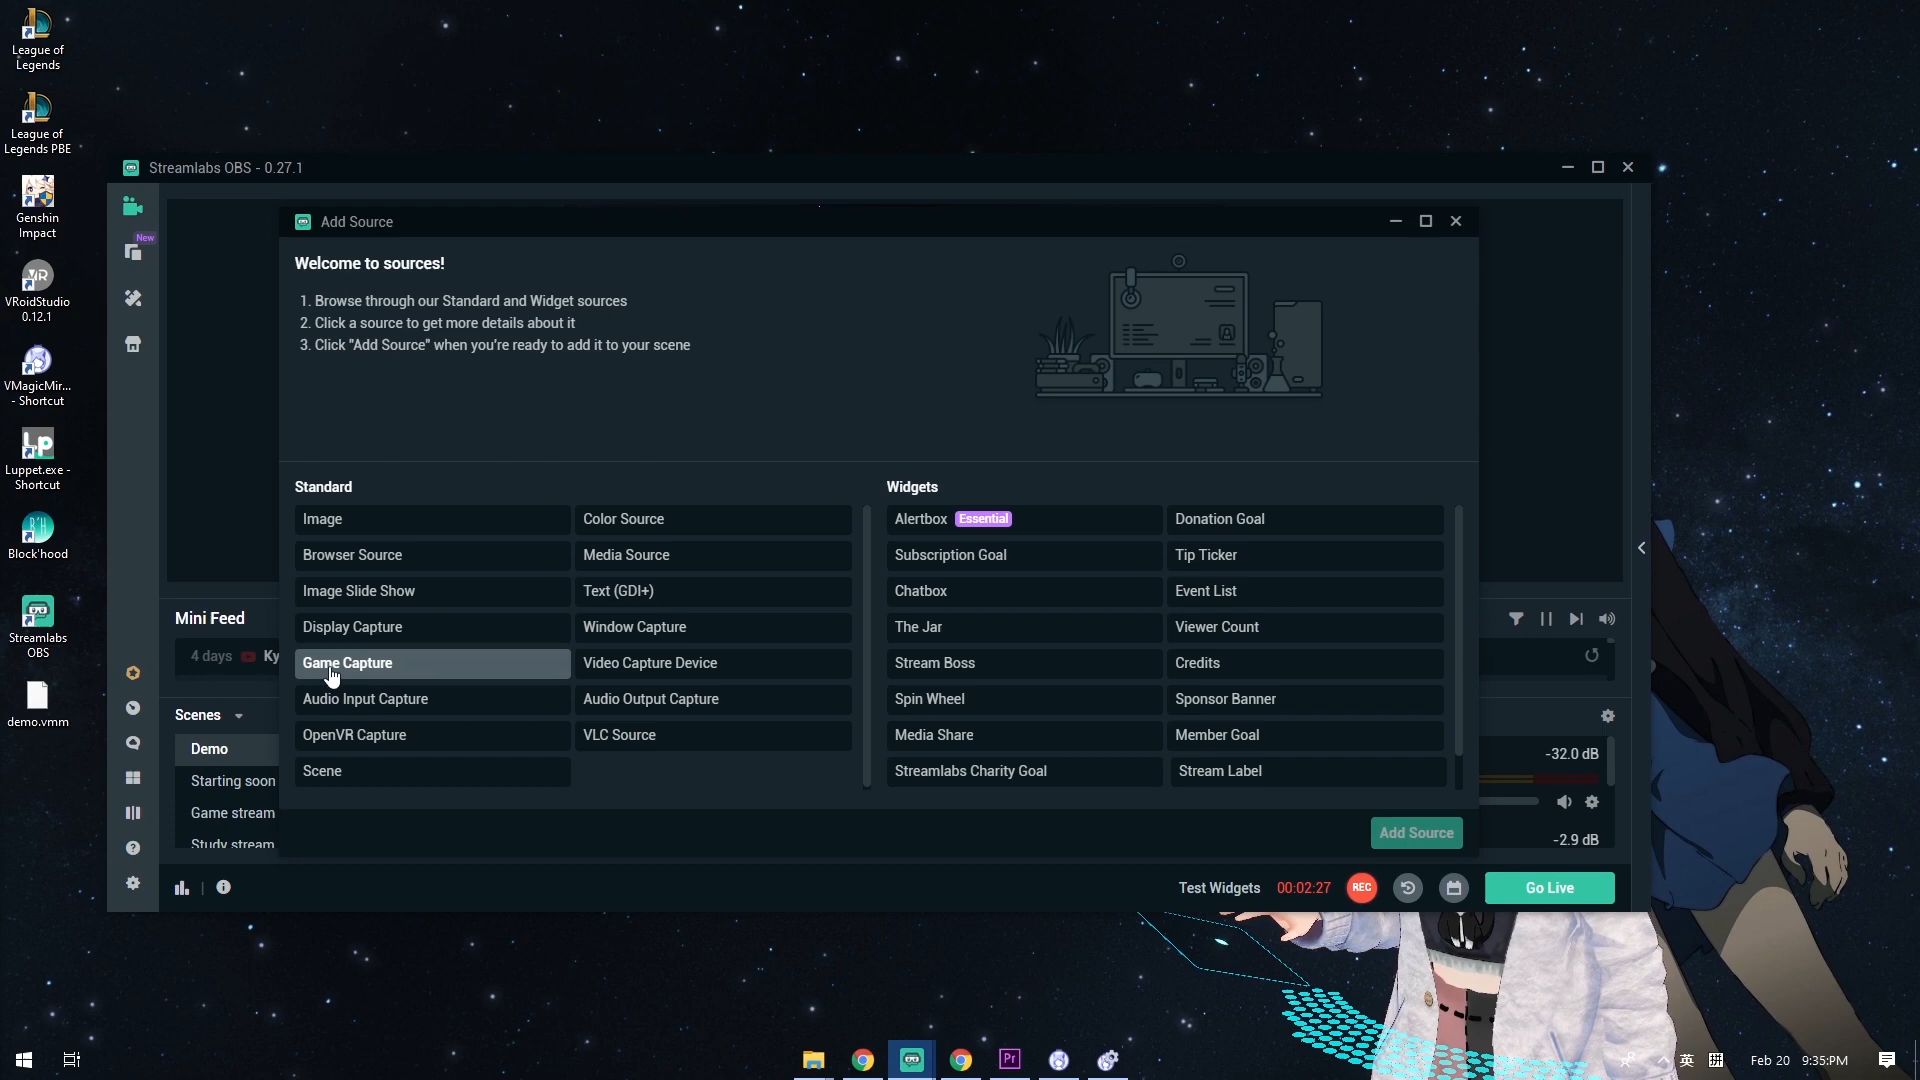 League of
Legends
League of
Legends PBE
Genshin
Impact
VRoidStudio
0.12.1
VMagicMir...
- Shortcut
Luppet.exe -
Shortcut
Block'hood
Streamlabs
OBS
demo.vmm
Streamlabs OBS - 0.27.1
New
Add Source
Welcome to sources!
1. Browse through our Standard and Widget sources
2. Click a source to get more details about it
3. Click "Add Source" when you're ready to add it to your scene
Standard
Image
Color Source
Browser Source
Media Source
Image Slide Show
Text (GDI+)
Display Capture
Window Capture
Game Capture
Video Capture Device
Audio Input Capture
Audio Output Capture
OpenVR Capture
VLC Source
Scene
Widgets
Alertbox Essential
Donation Goal
Subscription Goal
Tip Ticker
Chatbox
Event List
The Jar
Viewer Count
Stream Boss
Credits
Spin Wheel
Sponsor Banner
Media Share
Member Goal
Streamlabs Charity Goal
Stream Label
Add Source
Mini Feed
4 days Ky
Scenes
Demo
Starting soon
Game stream
Study stream
-32.0 dB
-2.9 dB
Test Widgets 00:02:27 REC
Go Live
Pr
英 拼 Feb 20 9:35:PM